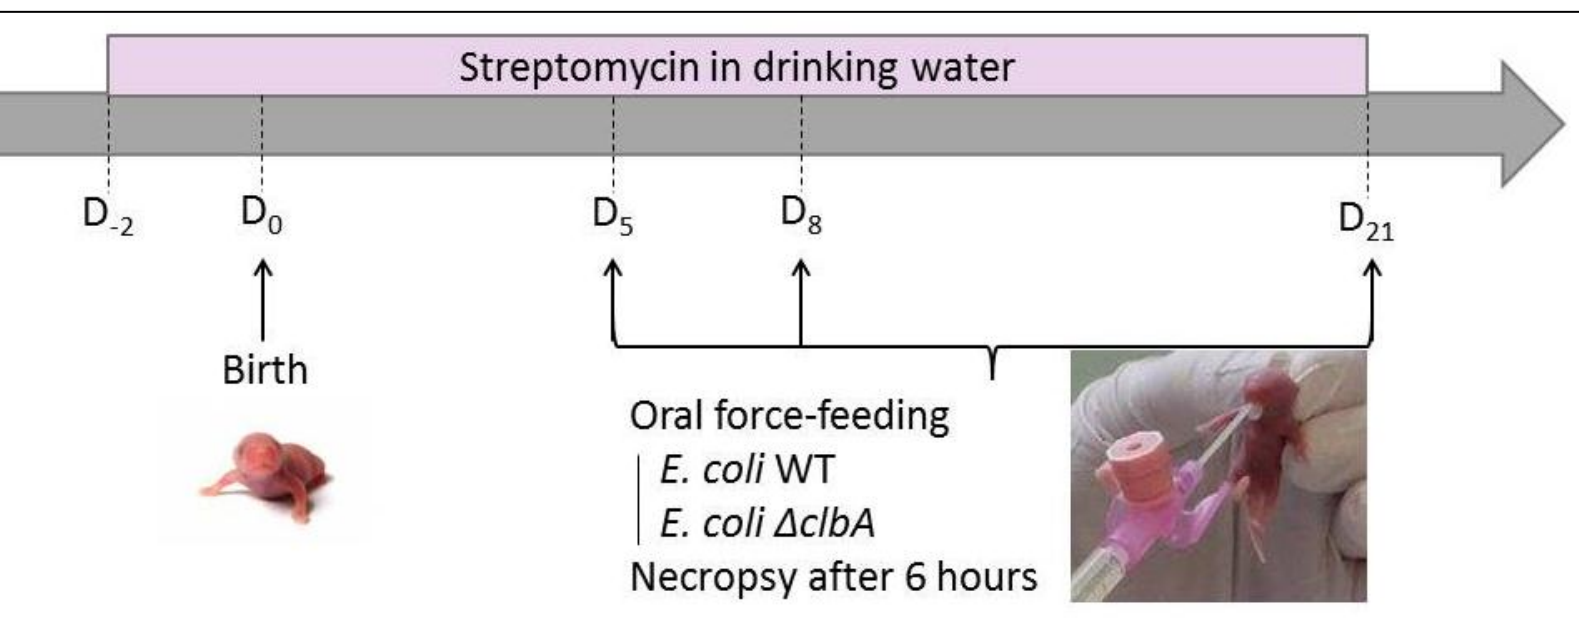 Streptomycin in drinking water
D-2 D0 D5 D8 D21
Birth
Oral force-feeding
E. coli WT
E. coli ΔclbA
Necropsy after 6 hours